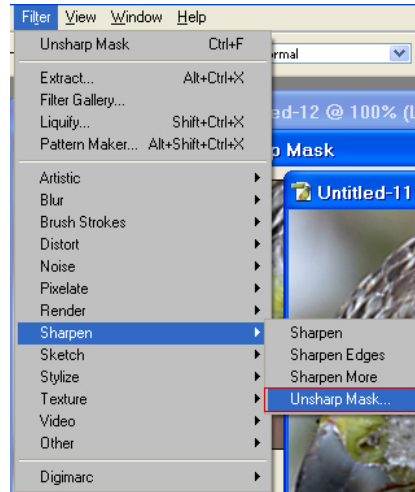 Filter View Window Help
Unsharp Mask Ctrl+F
Extract... Alt+Ctrl+X
Filter Gallery...
Liquify... Shift+Ctrl+X
Pattern Maker... Alt+Shift+Ctrl+X
Artistic
Blur
Brush Strokes
Distort
Noise
Pixelate
Render
Sharpen
Sketch
Stylize
Texture
Video
Other
Digimarc
Sharpen
Sharpen Edges
Sharpen More
Unsharp Mask...
rmal
ed-12 @ 100% (L
p Mask
Untitled-11